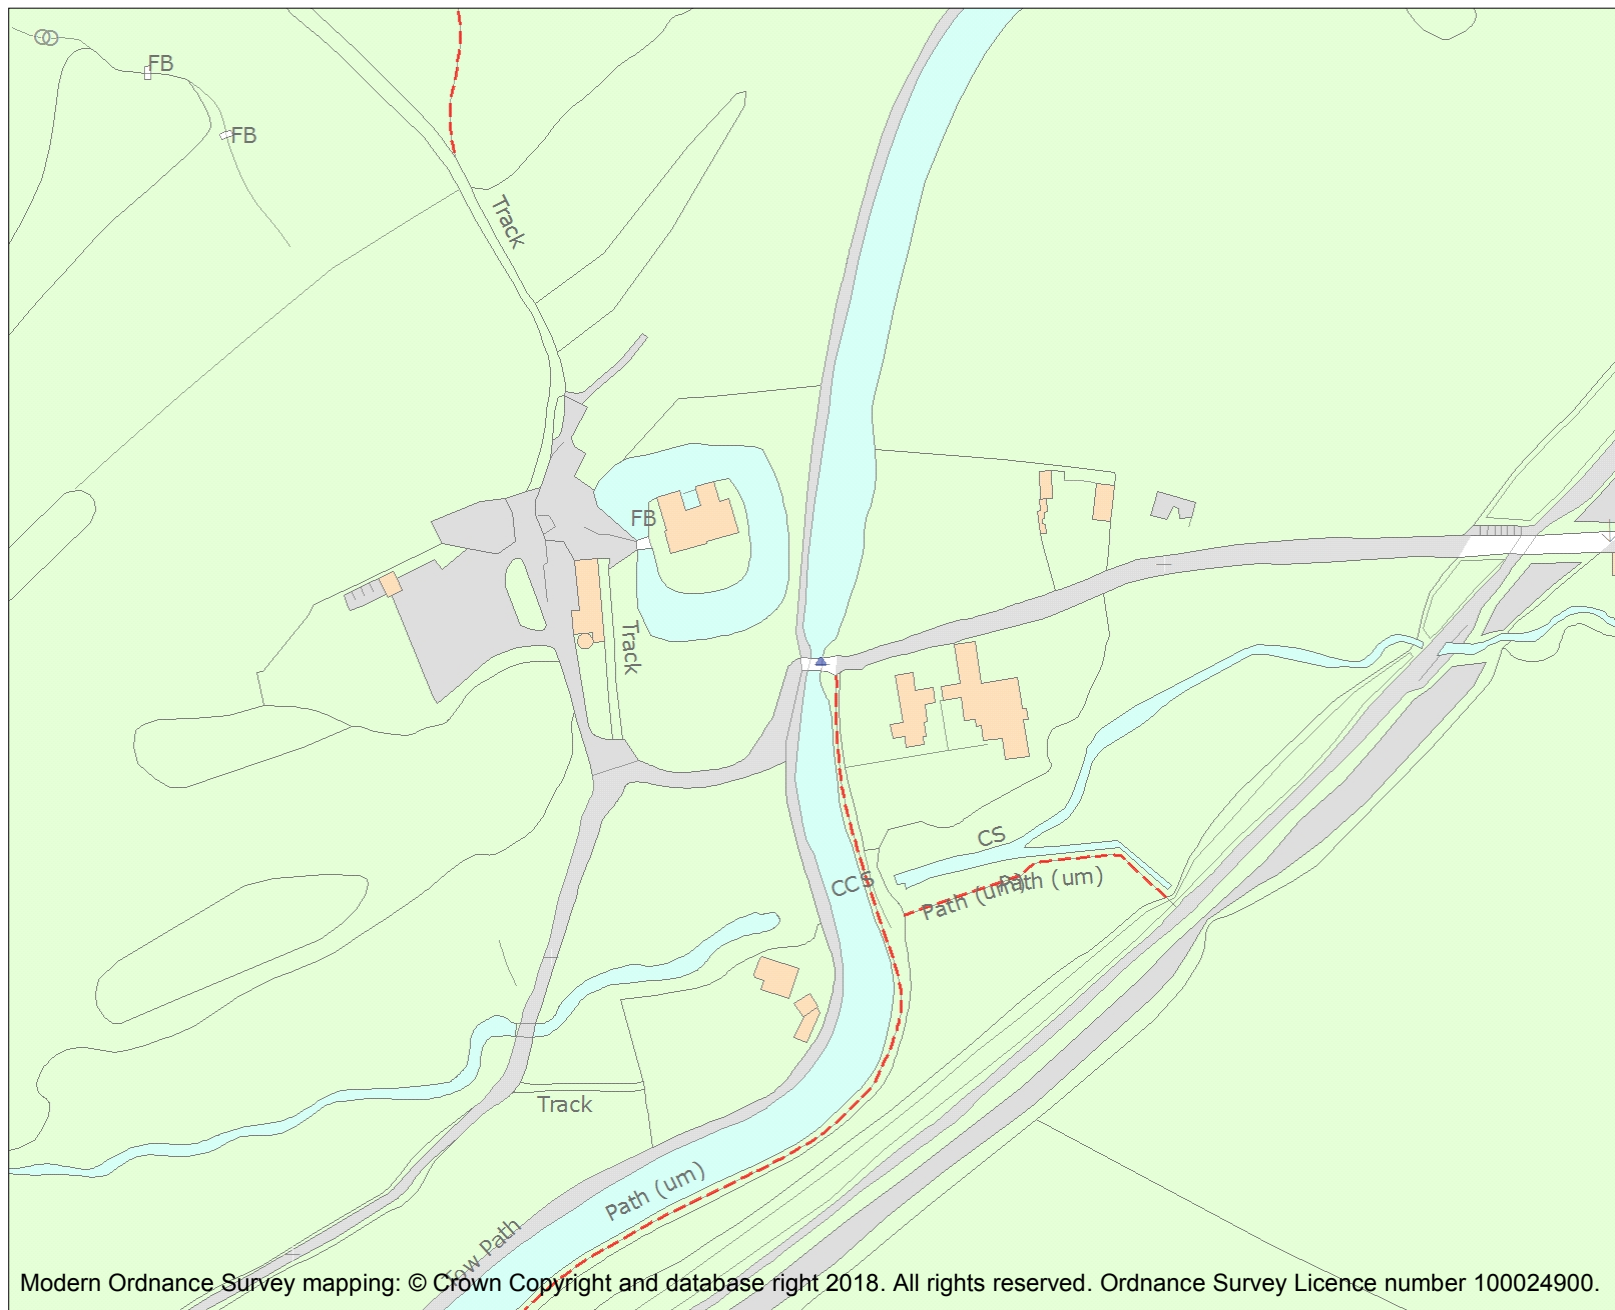 FB
FB
Track
FB
Track
CS
CCS
Path (um)
Path (um)
Track
Path (um)
Tow Path
Modern Ordnance Survey mapping: © Crown Copyright and database right 2018. All rights reserved. Ordnance Survey Licence number 100024900.